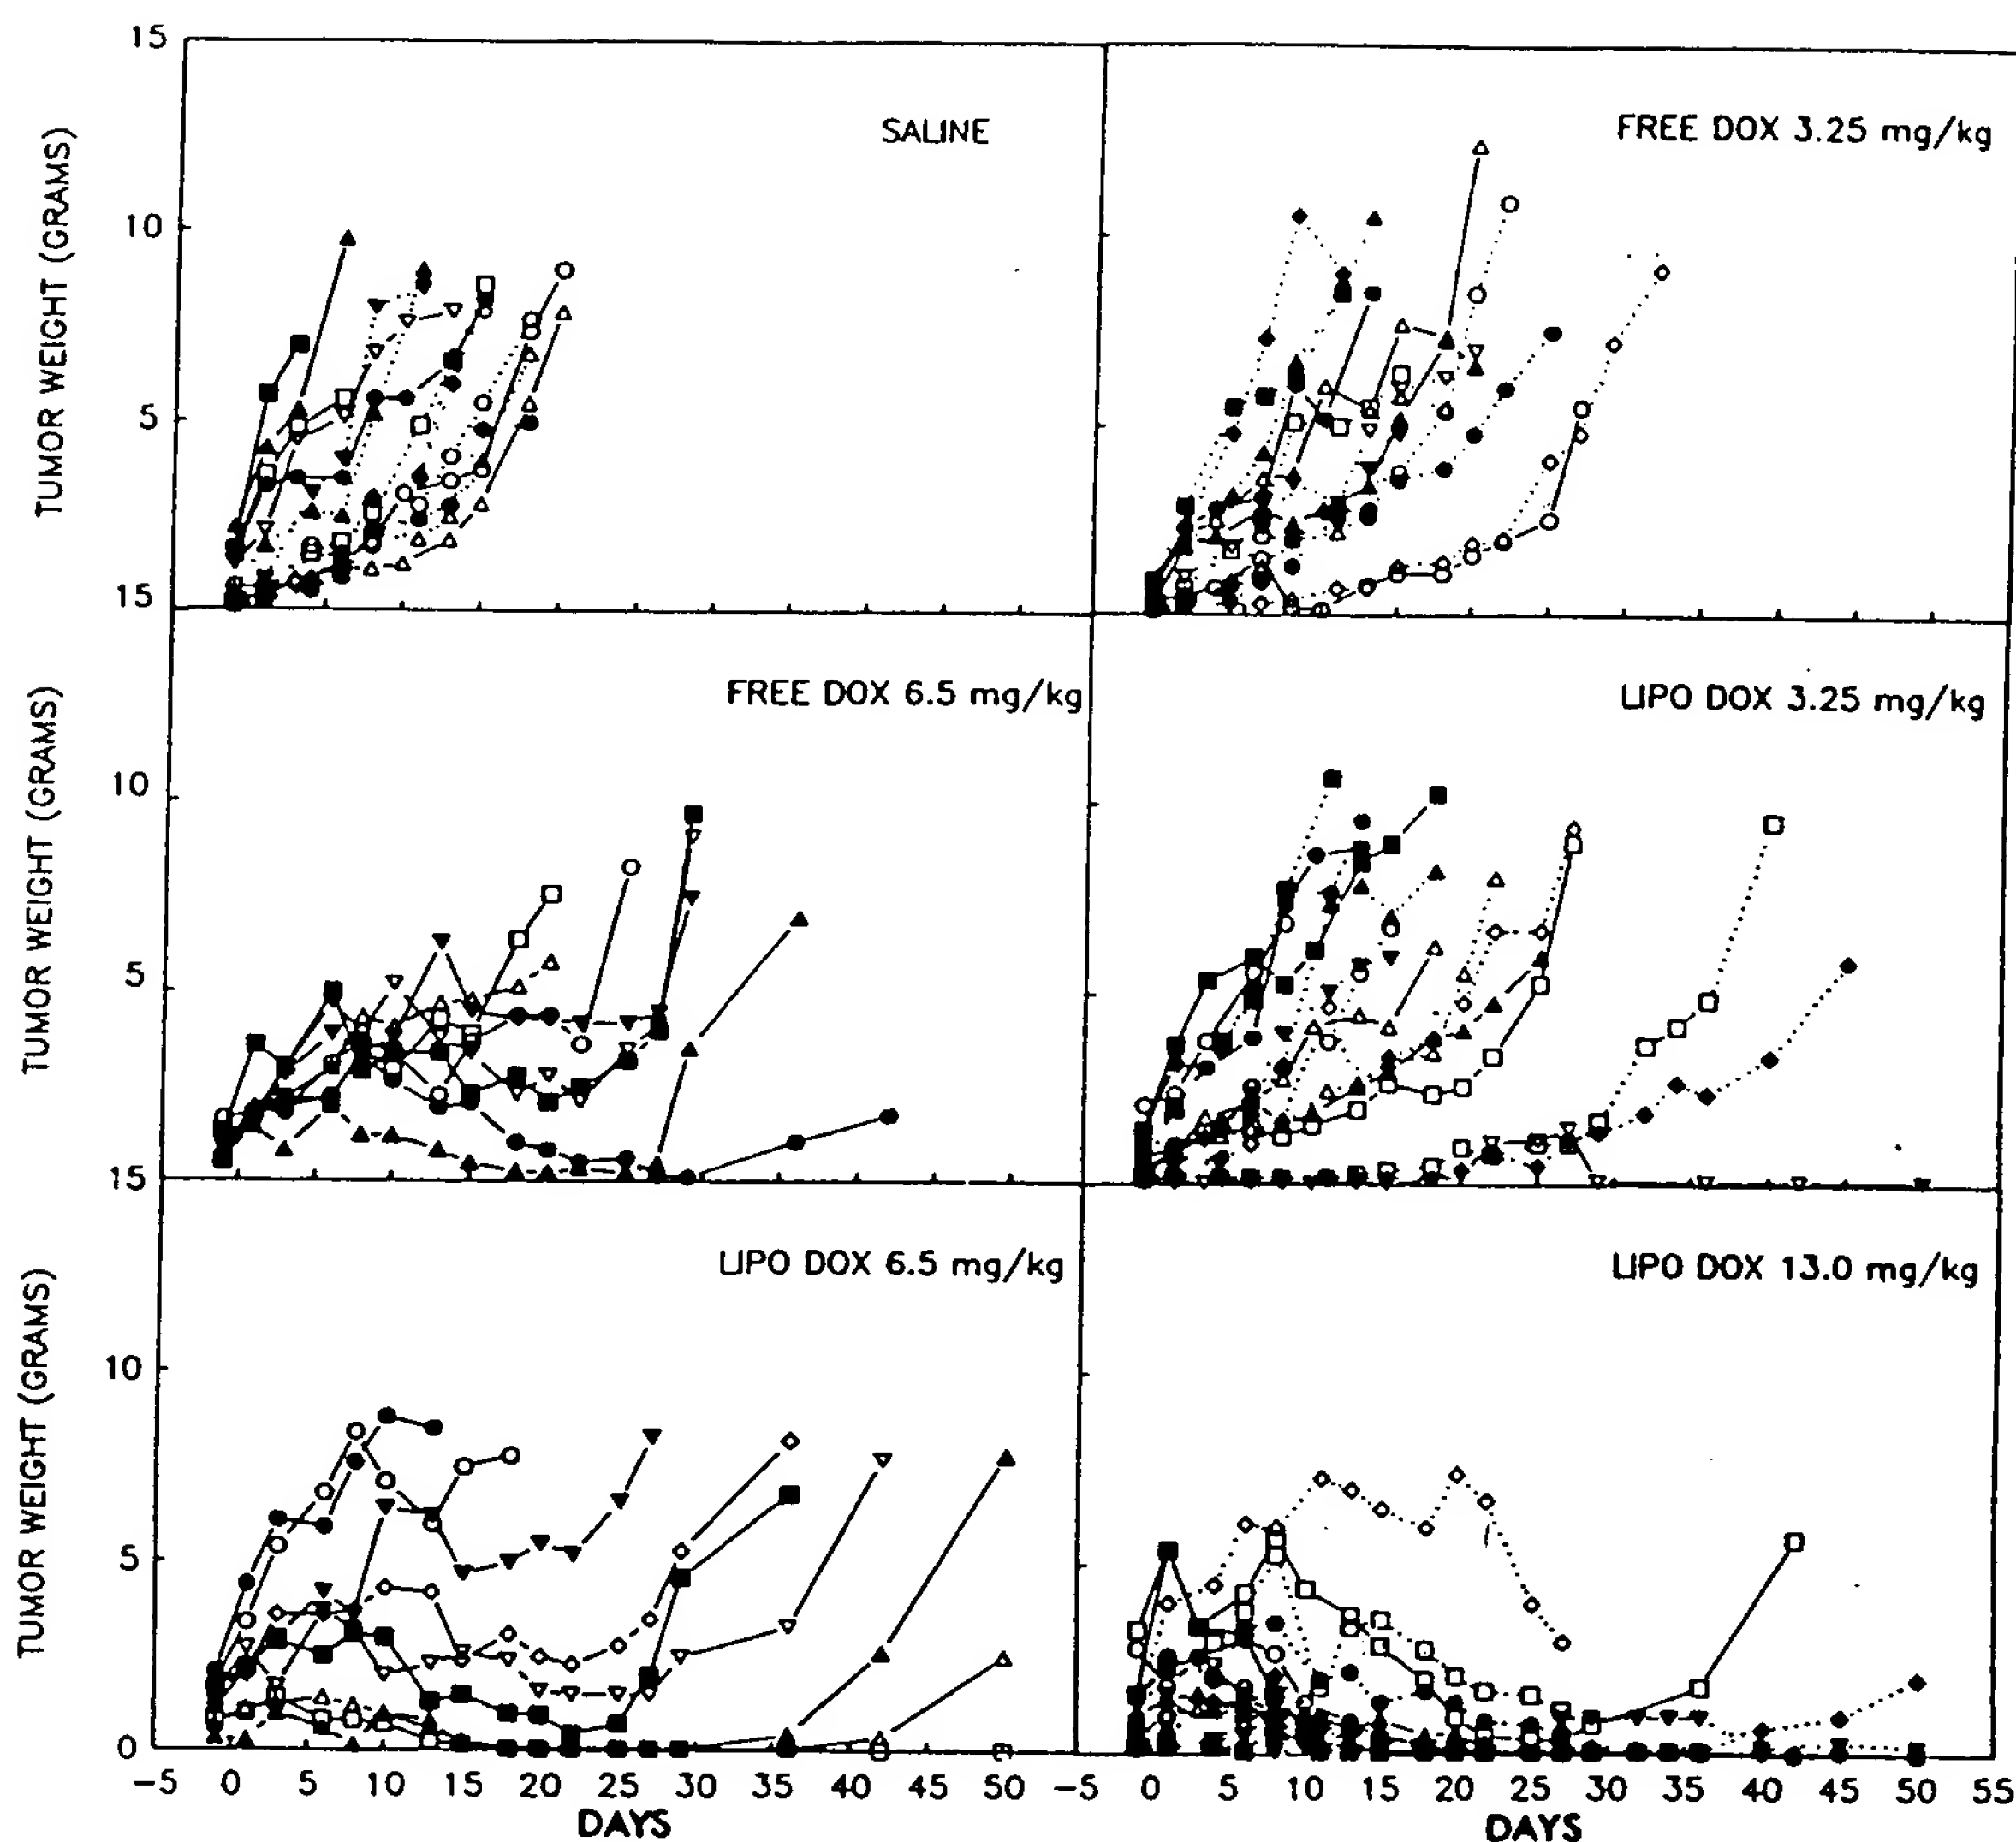 15
SALINE
FREE DOX 3.25 mg/kg
TUMOR WEIGHT (GRAMS)
10
5
15
FREE DOX 6.5 mg/kg
LIPO DOX 3.25 mg/kg
TUMOR WEIGHT (GRAMS)
10
5
15
LIPO DOX 6.5 mg/kg
LIPO DOX 13.0 mg/kg
TUMOR WEIGHT (GRAMS)
10
5
0
-5 0 5 10 15 20 25 30 35 40 45 50 -5 0 5 10 15 20 25 30 35 40 45 50 55
DAYS DAYS